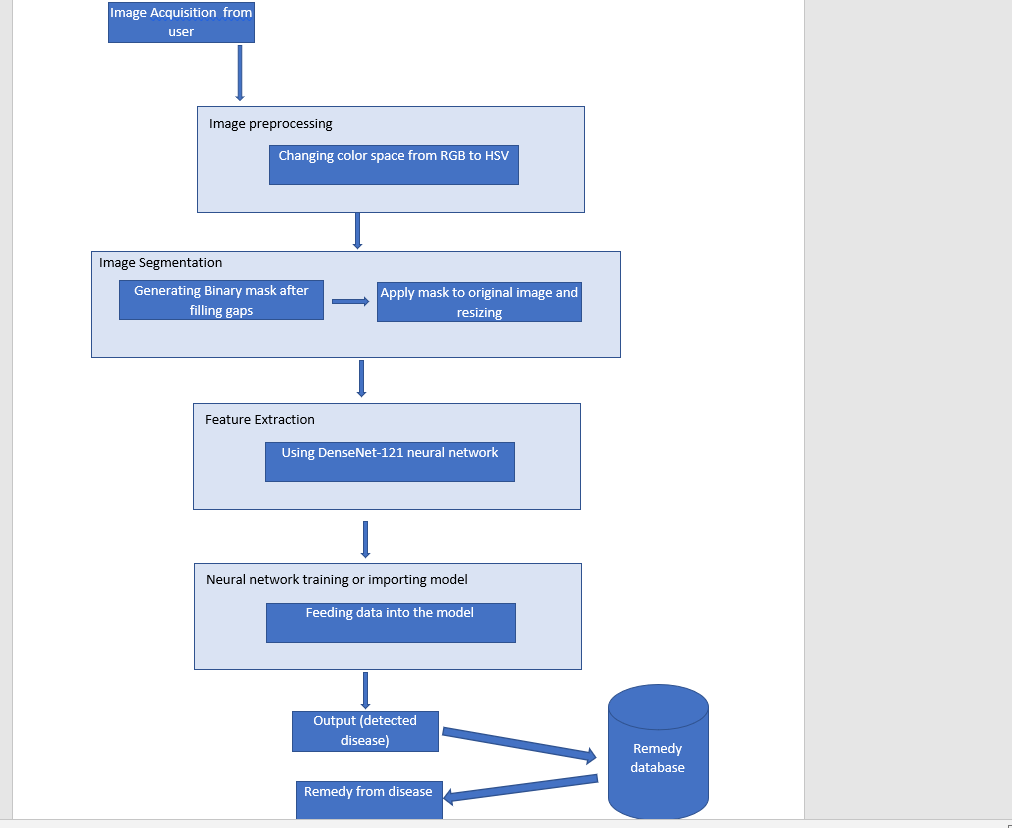 Image Acquisition from
user
Image preprocessing
Changing color space from RGB to HSV
Image Segmentation
Generating Binary mask after
filling gaps
Apply mask to original image and
resizing
Feature Extraction
Using DenseNet-121 neural network
Neural network training or importing model
Feeding data into the model
Output (detected
disease)
Remedy
database
Remedy from disease